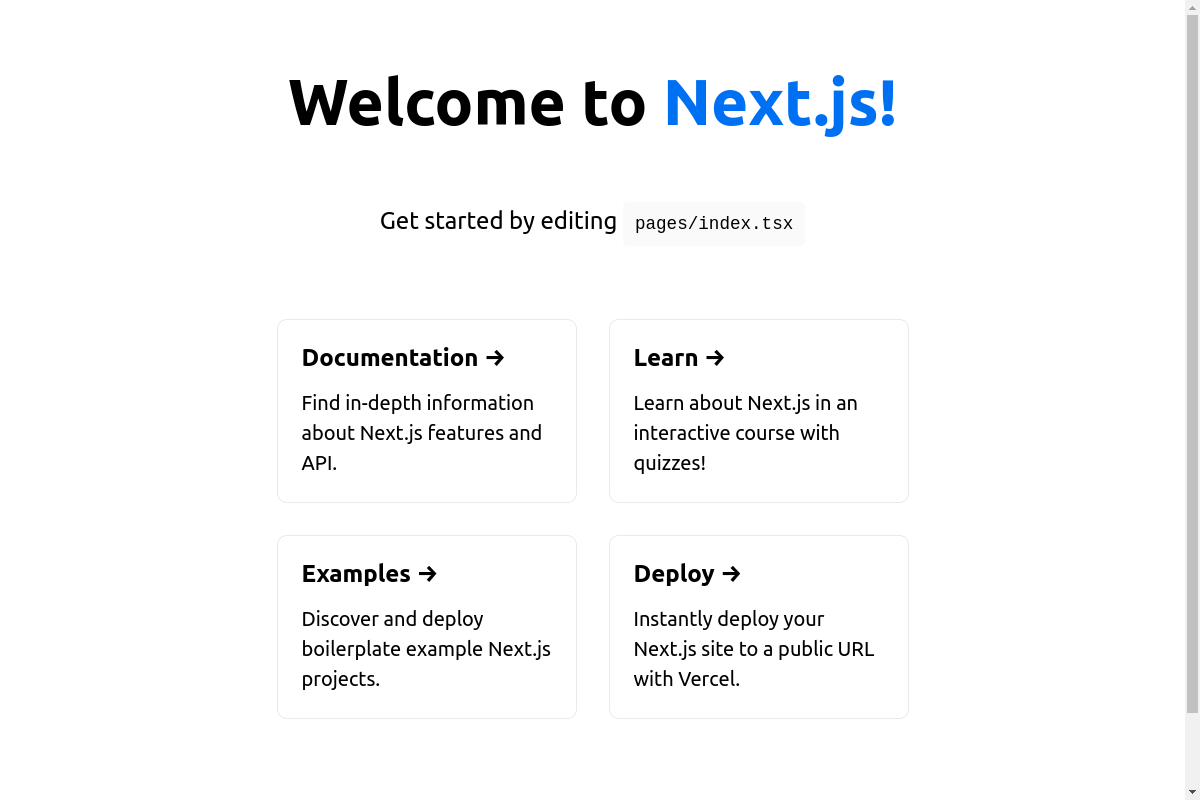 Welcome to Next.js!
Get started by editing pages/index.tsx
Documentation →
Find in-depth information
about Next.js features and
API.
Learn →
Learn about Next.js in an
interactive course with
quizzes!
Examples →
Discover and deploy
boilerplate example Next.js
projects.
Deploy →
Instantly deploy your
Next.js site to a public URL
with Vercel.